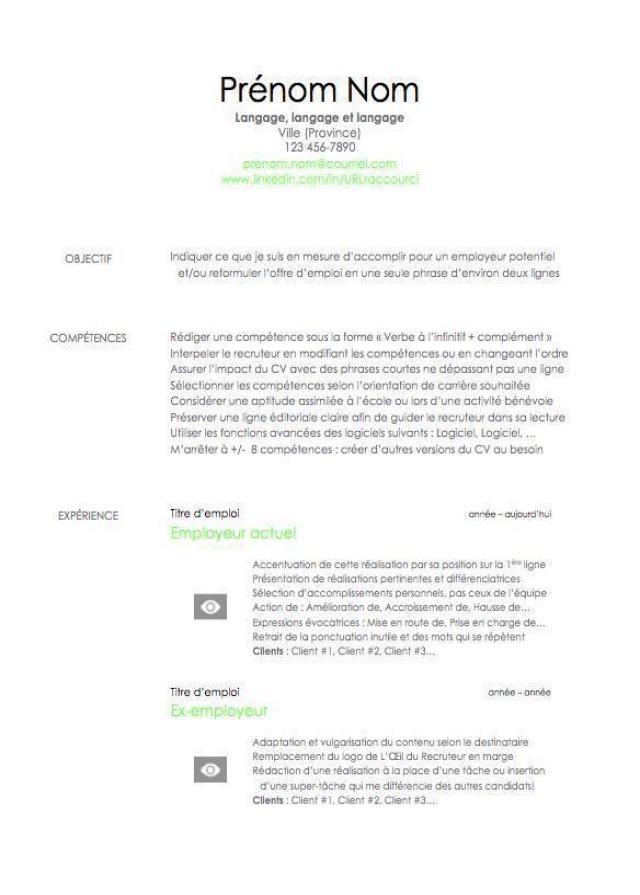 Prénom Nom
Langage, langage et langage
Ville (Province)
123 456-7890
prenom.nom@courriel.com
www.linkedin.com/in/URLraccourci
OBJECTIF
Indiquer ce que je suis en mesure d'accomplir pour un employeur potentiel
et/ou reformuler l'offre d'emploi en une seule phrase d'environ deux lignes
COMPÉTENCES
Rédiger une compétence sous la forme « Verbe à l'infinitif + complément »
Interpeler le recruteur en modifiant les compétences ou en changeant l'ordre
Assurer l'impact du CV avec des phrases courtes ne dépassant pas une ligne
Sélectionner les compétences selon l'orientation de carrière souhaitée
Considérer une aptitude assimilée à l'école ou lors d'une activité bénévole
Préserver une ligne éditoriale claire afin de guider le recruteur dans sa lecture
Utiliser les fonctions avancées des logiciels suivants : Logiciel, Logiciel, ...
M'arrêter à +/- 8 compétences : créer d'autres versions du CV au besoin
EXPÉRIENCE
Titre d'emploi année – aujourd'hui
Employeur actuel
Accentuation de cette réalisation par sa position sur la 1ère ligne
Présentation de réalisations pertinentes et différenciatrices
Sélection d'accomplissements personnels, pas ceux de l'équipe
Action de : Amélioration de, Accroissement de, Hausse de...
Expressions évocatrices : Mise en route de, Prise en charge de...
Retrait de la ponctuation inutile et des mots qui se répètent
Clients : Client #1, Client #2, Client #3...
Titre d'emploi année – année
Ex-employeur
Adaptation et vulgarisation du contenu selon le destinataire
Remplacement du logo de L'Œil du Recruteur en marge
Rédaction d'une réalisation à la place d'une tâche ou insertion
d'une super-tâche qui me différencie des autres candidats!
Clients : Client #1, Client #2, Client #3...